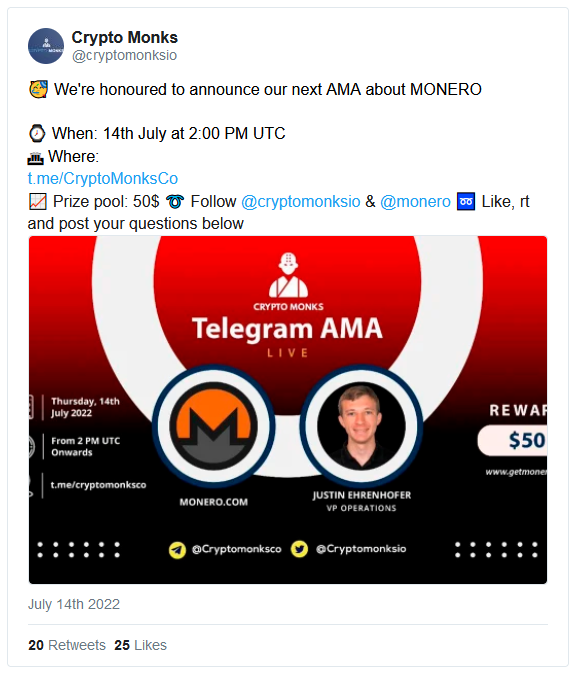 Crypto Monks
@cryptomonksio
🥳 We're honoured to announce our next AMA about MONERO
⌚ When: 14th July at 2:00 PM UTC
Where:
t.me/CryptoMonksCo
📈 Prize pool: 50$ ➰ Follow @cryptomonksio & @monero ➿ Like, rt
and post your questions below
CRYPTO MONKS
Telegram AMA
LIVE
Thursday, 14th
July 2022
From 2 PM UTC
Onwards
t.me/cryptomonksco
MONERO.COM
JUSTIN EHRENHOFER
VP OPERATIONS
REWAR
$50
www.getmoner
@Cryptomonksco
@Cryptomonksio
July 14th 2022
20 Retweets 25 Likes